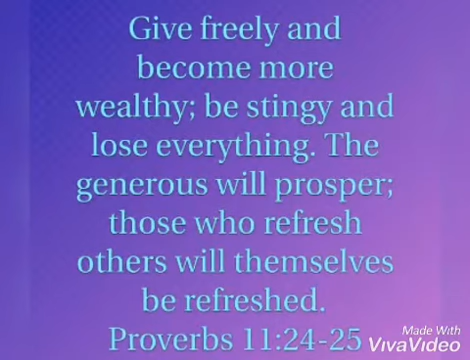 Give freely and
become more
wealthy; be stingy and
lose everything. The
generous will prosper;
those who refresh
others will themselves
be refreshed.
Proverbs 11:24-25
Made With
VivaVideo